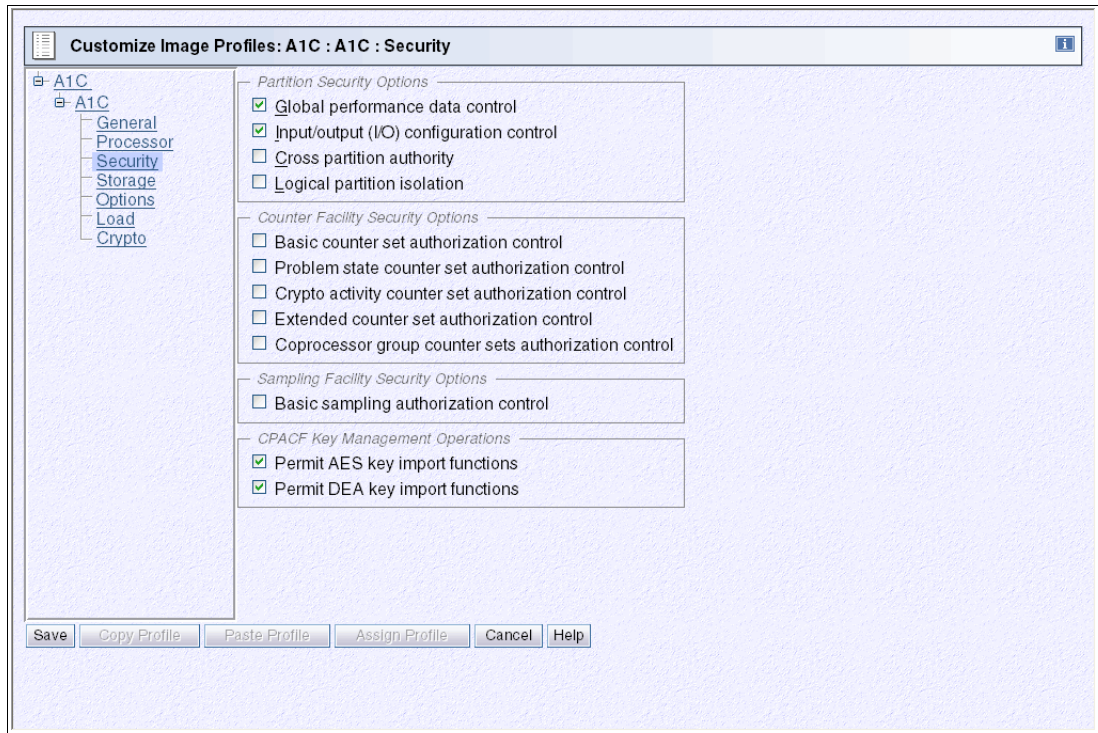 Customize Image Profiles: A1C : A1C : Security
i
A1C
A1C
General
Processor
Security
Storage
Options
Load
Crypto
Partition Security Options
Global performance data control
Input/output (I/O) configuration control
Cross partition authority
Logical partition isolation
Counter Facility Security Options
Basic counter set authorization control
Problem state counter set authorization control
Crypto activity counter set authorization control
Extended counter set authorization control
Coprocessor group counter sets authorization control
Sampling Facility Security Options
Basic sampling authorization control
CPACF Key Management Operations
Permit AES key import functions
Permit DEA key import functions
Save Copy Profile Paste Profile Assign Profile Cancel Help